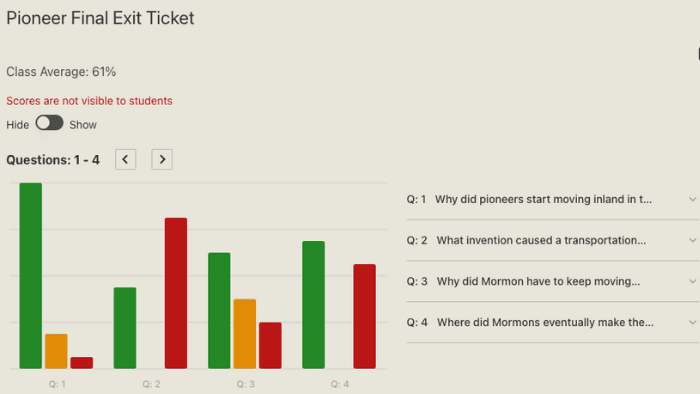 Pioneer Final Exit Ticket
Class Average: 61%
Scores are not visible to students
Hide Show
Questions: 1 - 4
Q: 1 Why did pioneers start moving inland in t...
Q: 2 What invention caused a transportation...
Q: 3 Why did Mormon have to keep moving...
Q: 4 Where did Mormons eventually make the...
Q: 1 Q: 2 Q: 3 Q: 4